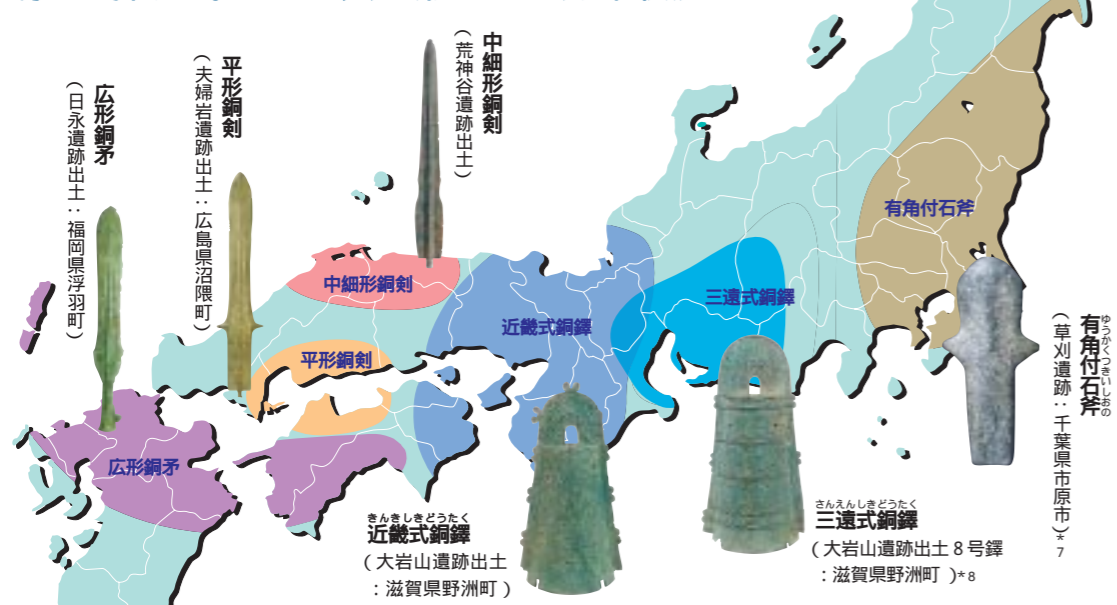 中細形銅剣
(荒神谷遺跡出土)
平形銅剣
(夫婦岩遺跡出土:広島県沼隈町)
広形銅矛
(日永遺跡出土:福岡県浮羽町)
有角付石斧
中細形銅剣
三遠式銅鐸
近畿式銅鐸
平形銅剣
広形銅矛
ゆうかくつきいしおの
有角付石斧
(草刈遺跡:千葉県市原市)*7
きんきしきどうたく
近畿式銅鐸
(大岩山遺跡出土
:滋賀県野洲町)
さんえんしきどうたく
三遠式銅鐸
(大岩山遺跡出土8号鐸
:滋賀県野洲町)*8